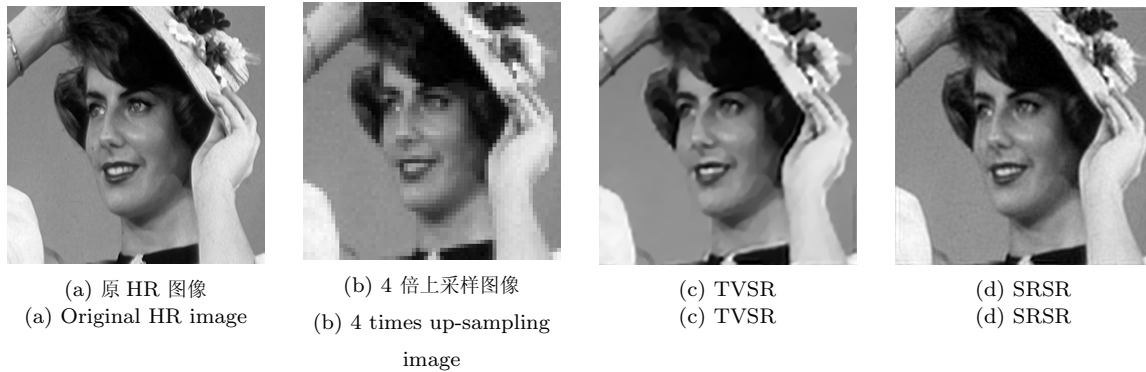 (a) 原 HR 图像
(a) Original HR image
(b) 4 倍上采样图像
(b) 4 times up-sampling
image
(c) TVSR
(c) TVSR
(d) SRSR
(d) SRSR